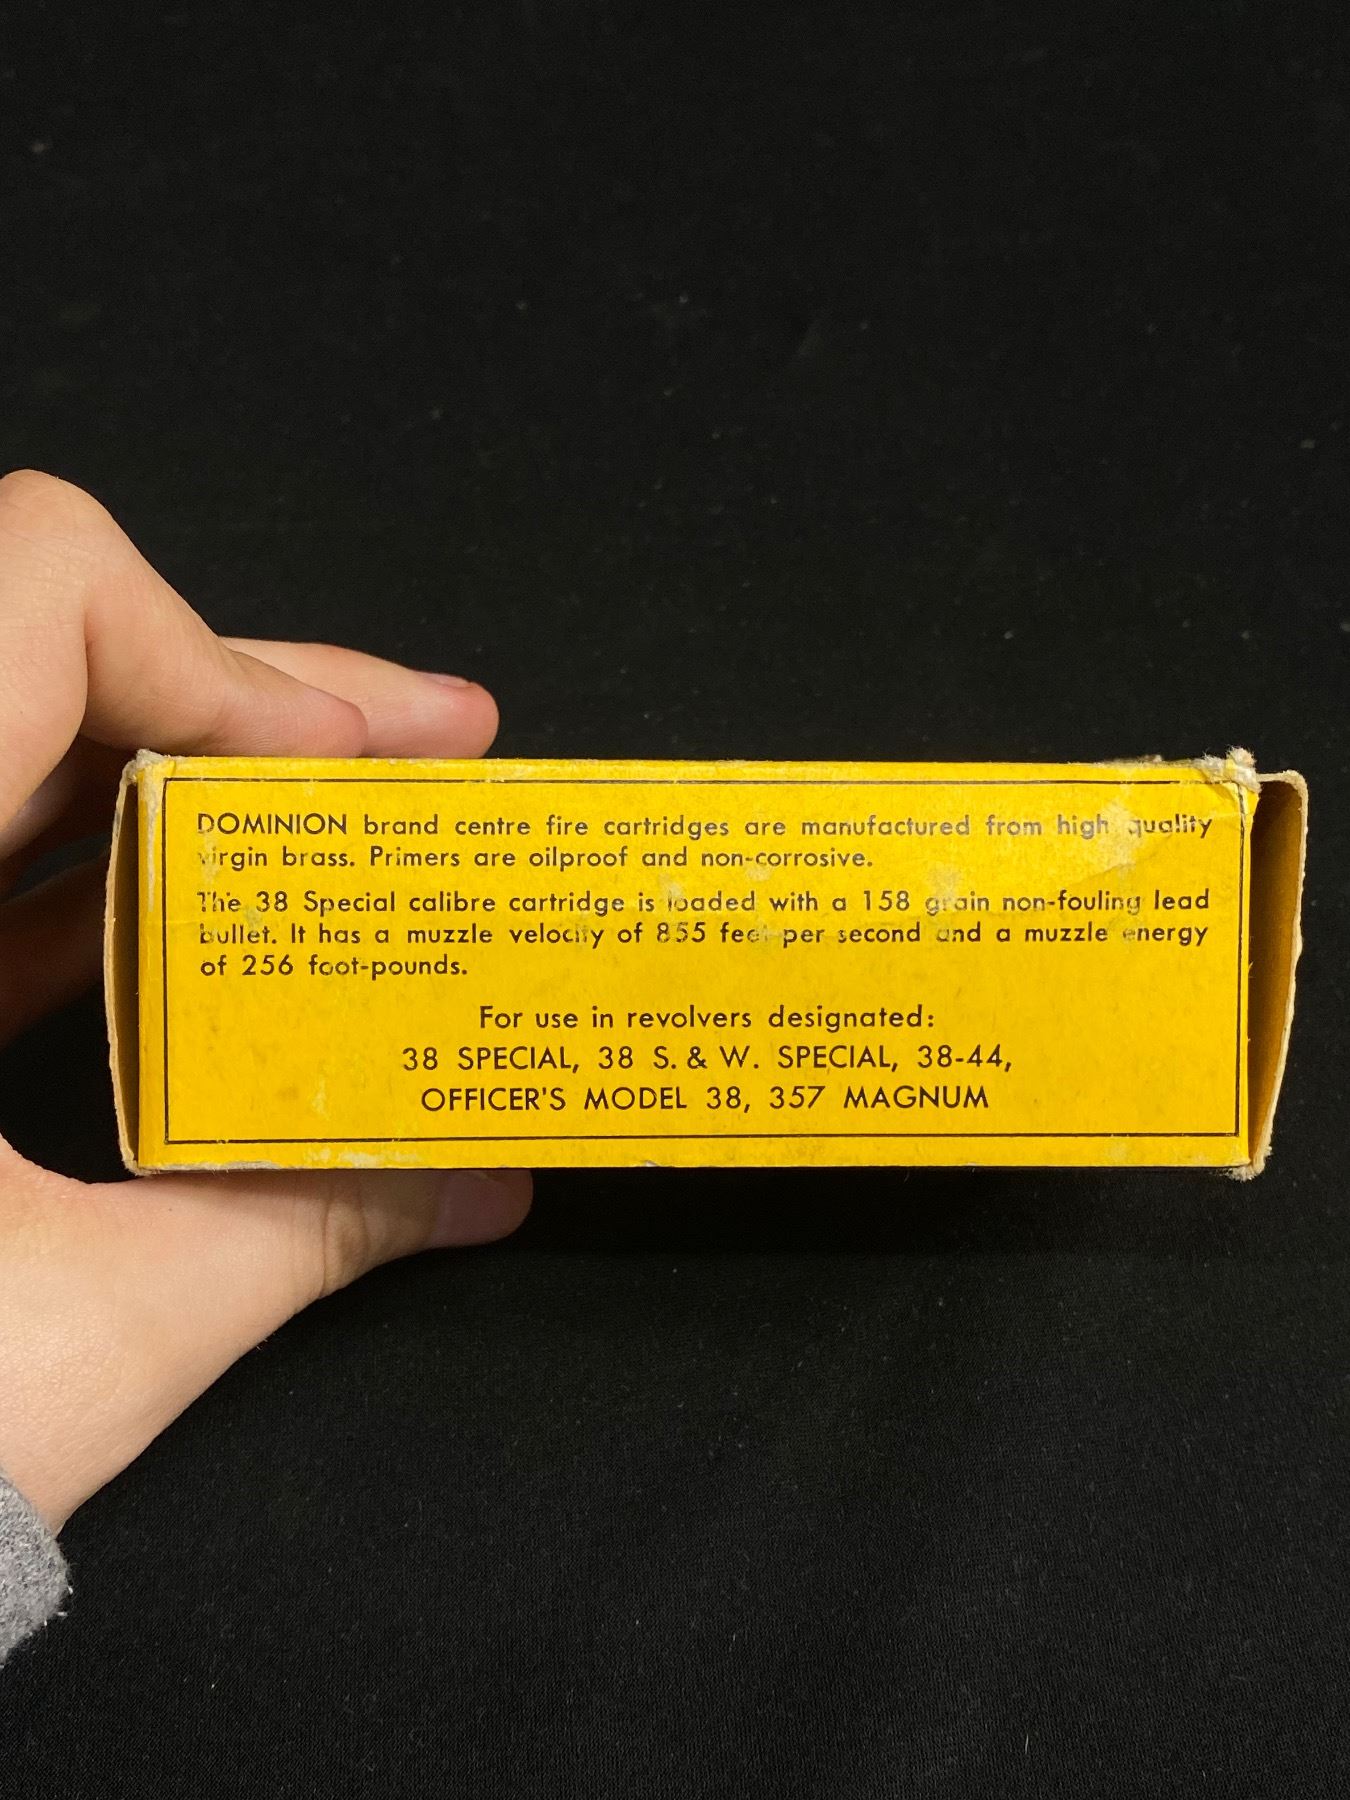 DOMINION brand centre fire cartridges are manufactured from high quality
virgin brass. Primers are oilproof and non-corrosive.
The 38 Special calibre cartridge is loaded with a 158 grain non-fouling lead
bullet. It has a muzzle velocity of 855 feet per second and a muzzle energy
of 256 foot-pounds.
For use in revolvers designated:
38 SPECIAL, 38 S. & W. SPECIAL, 38-44,
OFFICER'S MODEL 38, 357 MAGNUM